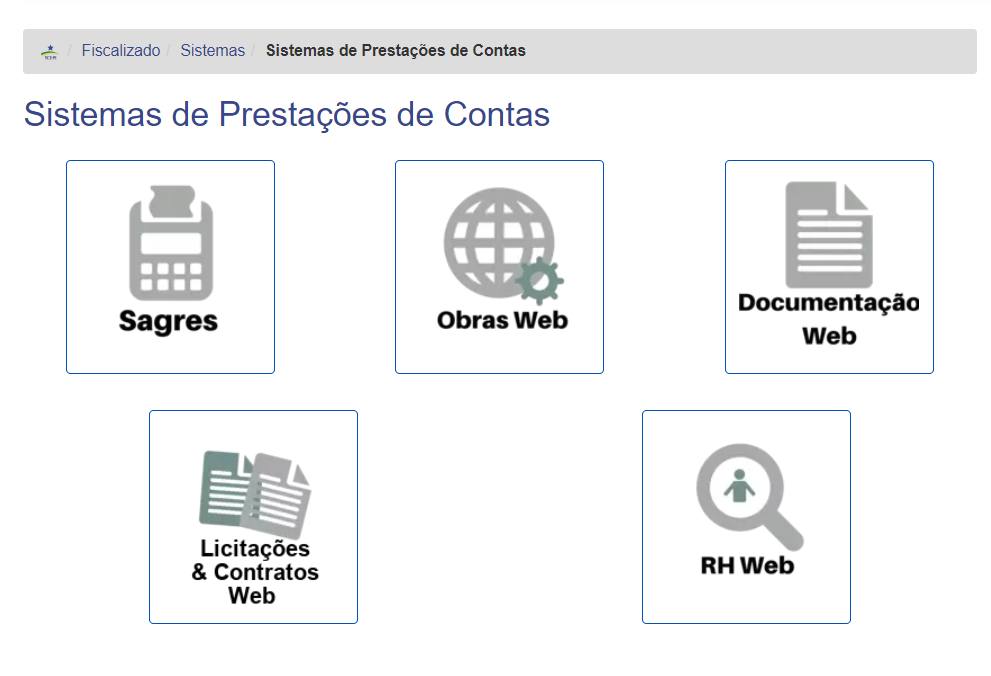 Fiscalizado / Sistemas / Sistemas de Prestações de Contas
Sistemas de Prestações de Contas
Sagres
Obras Web
Documentação
Web
Licitações
& Contratos
Web
RH Web